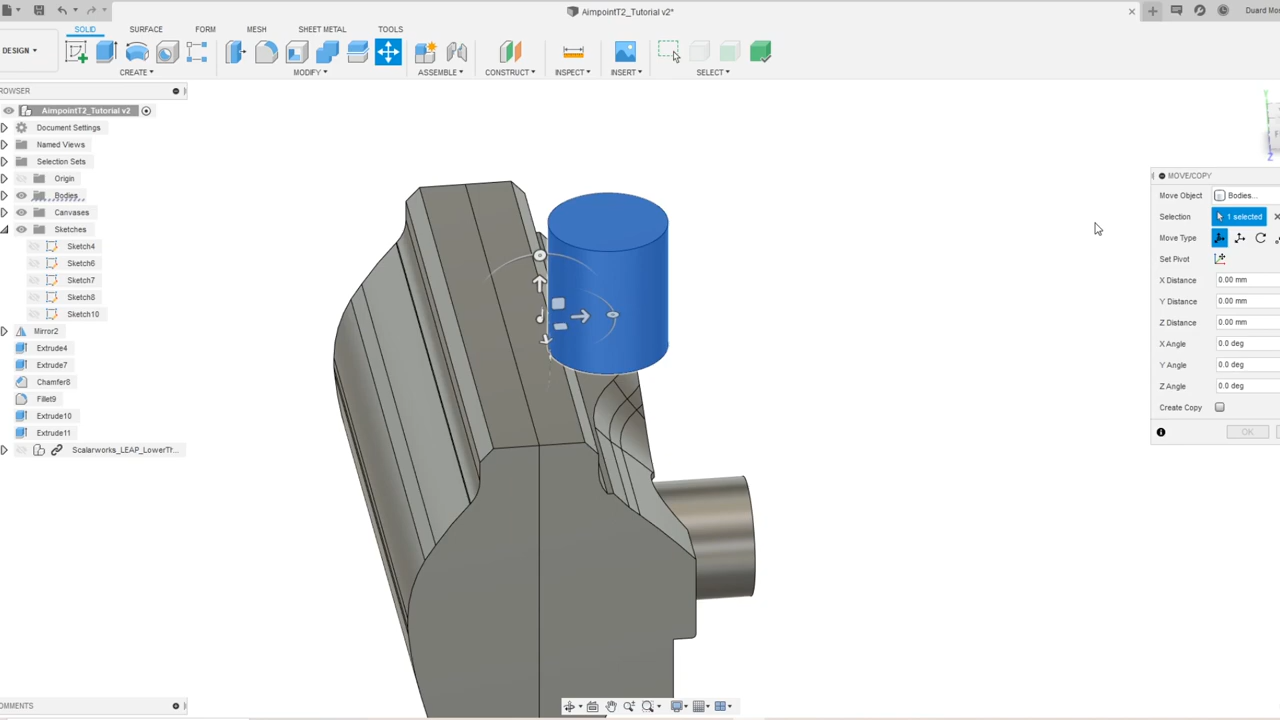 AimpointT2_Tutorial v2*
Duard Mo
SOLID SURFACE FORM MESH SHEET METAL TOOLS
DESIGN
CREATE MODIFY ASSEMBLE CONSTRUCT INSPECT INSERT SELECT
ROWSER
AimpointT2_Tutorial v2
Document Settings
Named Views
Selection Sets
Origin
Bodies
Canvases
Sketches
Sketch4
Sketch6
Sketch7
Sketch8
Sketch10
Mirror2
Extrude4
Extrude7
Chamfer8
Fillet9
Extrude10
Extrude11
Scalarworks_LEAP_LowerTr...
MOVE/COPY
Move Object Bodies...
Selection 1 selected
Move Type
Set Pivot
X Distance 0.00 mm
Y Distance 0.00 mm
Z Distance 0.00 mm
X Angle 0.0 deg
Y Angle 0.0 deg
Z Angle 0.0 deg
Create Copy
OK
OMMENTS